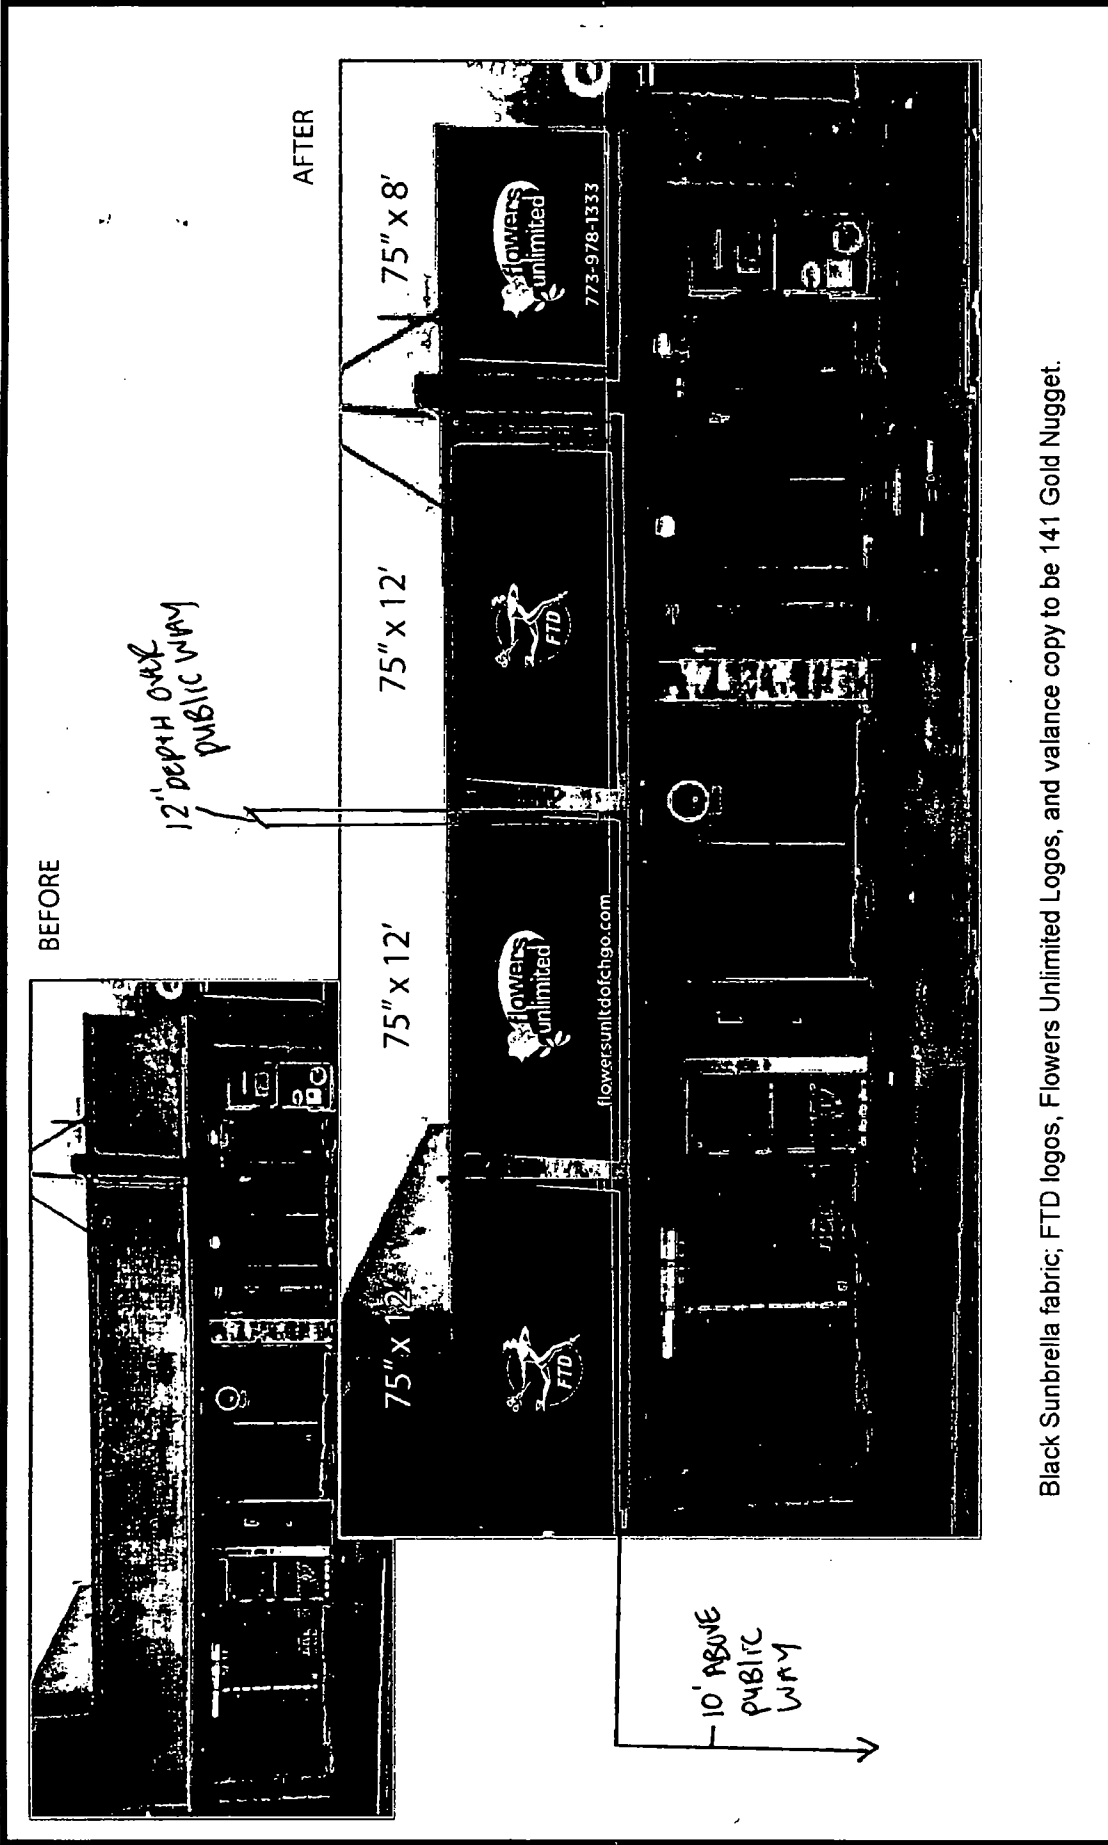 BEFORE
AFTER
12" DEPTH OVER
PUBLIC WAY
75" x 12'
75" x 12'
75" x 12'
75" x 8'
FTD
flowers
unlimited
flowersunltdofchgo.com
FTD
flowers
unlimited
773-978-1333
10' ABOVE
PUBLIC
WAY
Black Sunbrella fabric; FTD logos, Flowers Unlimited Logos, and valance copy to be 141 Gold Nugget.